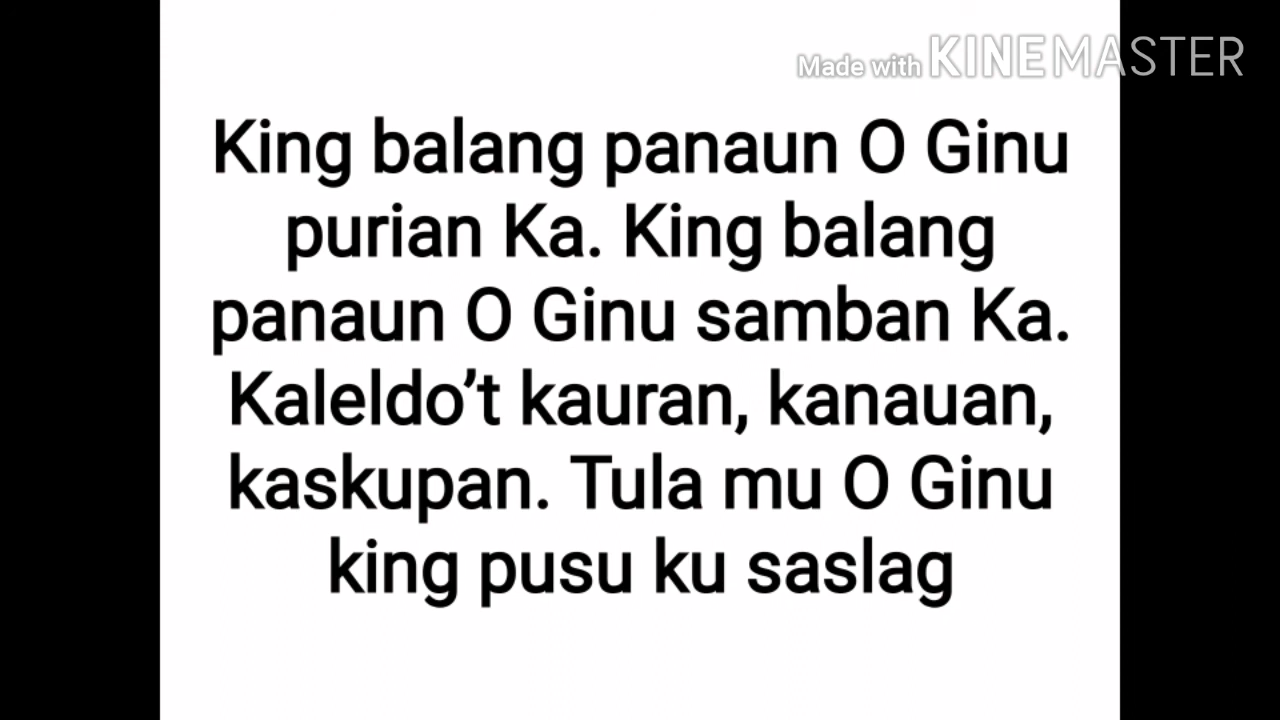 Made with KINEMASTER
King balang panaun O Ginu
purian Ka. King balang
panaun O Ginu samban Ka.
Kaleldo’t kauran, kanauan,
kaskupan. Tula mu O Ginu
king pusu ku saslag